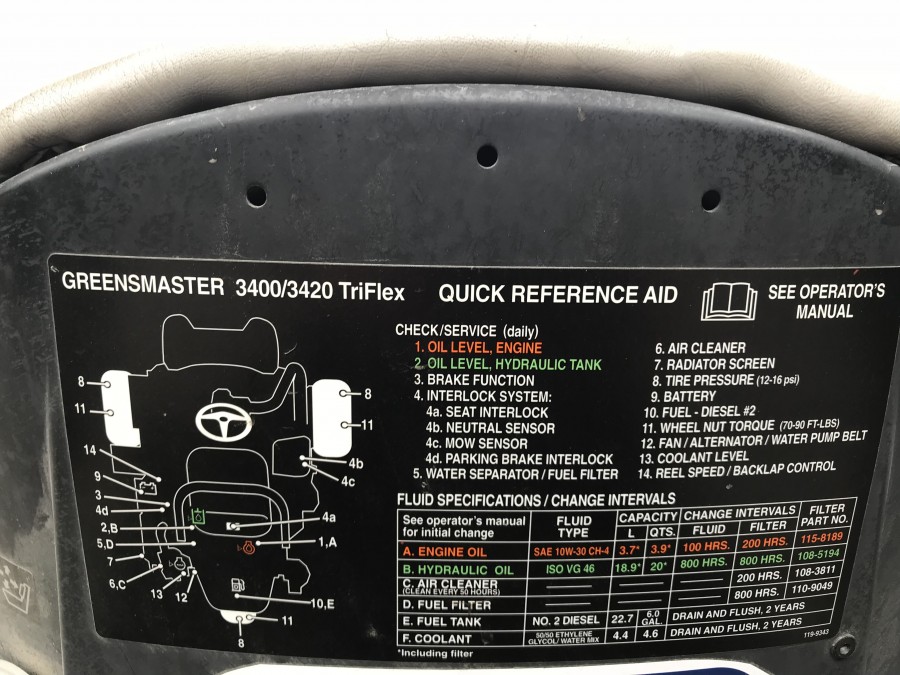 GREENSMASTER 3400/3420 TriFlex QUICK REFERENCE AID SEE OPERATOR'S MANUAL
CHECK/SERVICE (daily)
1. OIL LEVEL, ENGINE
2. OIL LEVEL, HYDRAULIC TANK
3. BRAKE FUNCTION
4. INTERLOCK SYSTEM:
4a. SEAT INTERLOCK
4b. NEUTRAL SENSOR
4c. MOW SENSOR
4d. PARKING BRAKE INTERLOCK
5. WATER SEPARATOR / FUEL FILTER
6. AIR CLEANER
7. RADIATOR SCREEN
8. TIRE PRESSURE (12-16 psi)
9. BATTERY
10. FUEL - DIESEL #2
11. WHEEL NUT TORQUE (70-90 FT-LBS)
12. FAN / ALTERNATOR / WATER PUMP BELT
13. COOLANT LEVEL
14. REEL SPEED / BACKLAP CONTROL
8
11
14
9
3
4d
2,B
5,D
7
6,C
13
12
8
11
4b
4c
4a
1,A
10,E
11
8
FLUID SPECIFICATIONS / CHANGE INTERVALS
See operator's manual for initial change
FLUID TYPE
CAPACITY
L QTS.
CHANGE INTERVALS
FLUID FILTER
FILTER PART NO.
A. ENGINE OIL SAE 10W-30 CH-4 3.7* 3.9* 100 HRS. 200 HRS. 115-8189
B. HYDRAULIC OIL ISO VG 46 18.9* 20* 800 HRS. 800 HRS. 108-5194
C. AIR CLEANER 200 HRS. 108-3811
(CLEAN EVERY 50 HOURS)
D. FUEL FILTER 800 HRS. 110-9049
E. FUEL TANK NO. 2 DIESEL 22.7 6.0 GAL. DRAIN AND FLUSH, 2 YEARS
F. COOLANT 50/50 ETHYLENE GLYCOL/ WATER MIX 4.4 4.6 DRAIN AND FLUSH, 2 YEARS
*Including filter
119-9343